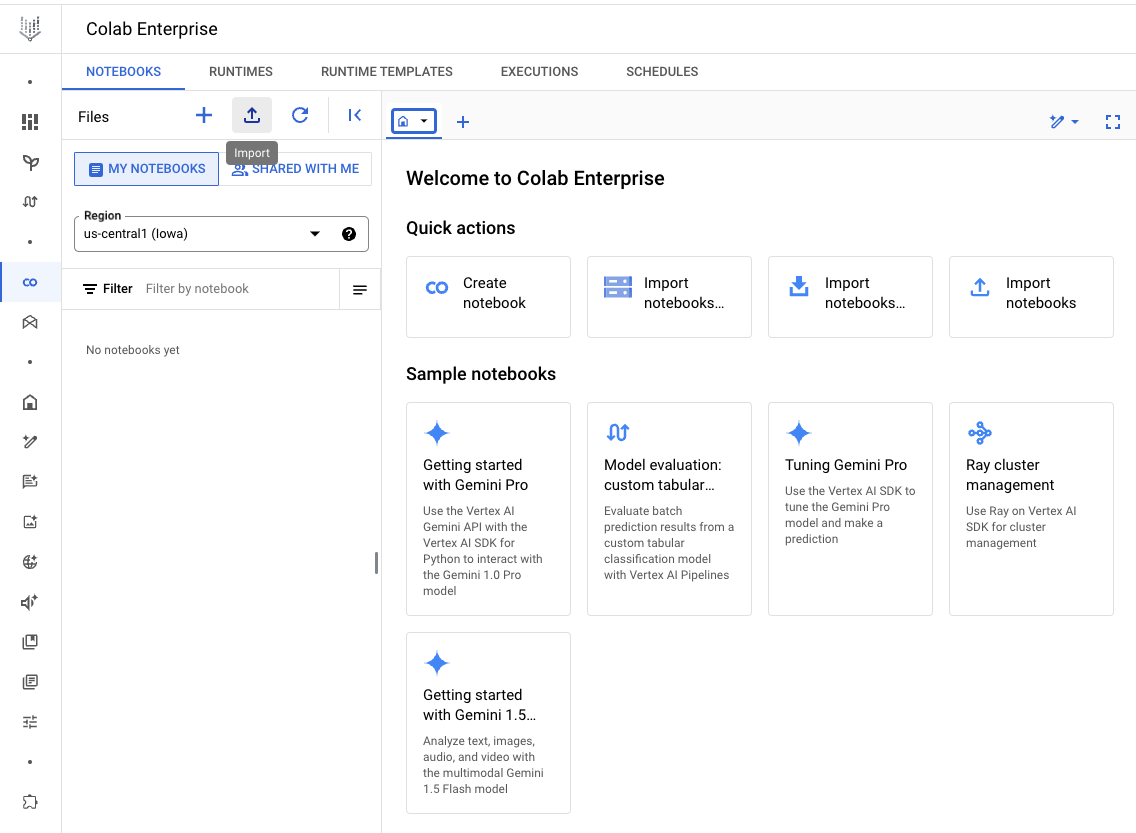 Colab Enterprise
NOTEBOOKS RUNTIMES RUNTIME TEMPLATES EXECUTIONS SCHEDULES
Files
Import
MY NOTEBOOKS SHARED WITH ME
Region
us-central1 (Iowa)
Filter Filter by notebook
No notebooks yet
Welcome to Colab Enterprise
Quick actions
Create
notebook
Import
notebooks…
Import
notebooks…
Import
notebooks
Sample notebooks
Getting started
with Gemini Pro
Use the Vertex AI
Gemini API with the
Vertex AI SDK for
Python to interact with
the Gemini 1.0 Pro
model
Model evaluation:
custom tabular…
Evaluate batch
prediction results from a
custom tabular
classification model
with Vertex AI Pipelines
Tuning Gemini Pro
Use the Vertex AI SDK to
tune the Gemini Pro
model and make a
prediction
Ray cluster
management
Use Ray on Vertex AI
SDK for cluster
management
Getting started
with Gemini 1.5…
Analyze text, images,
audio, and video with
the multimodal Gemini
1.5 Flash model